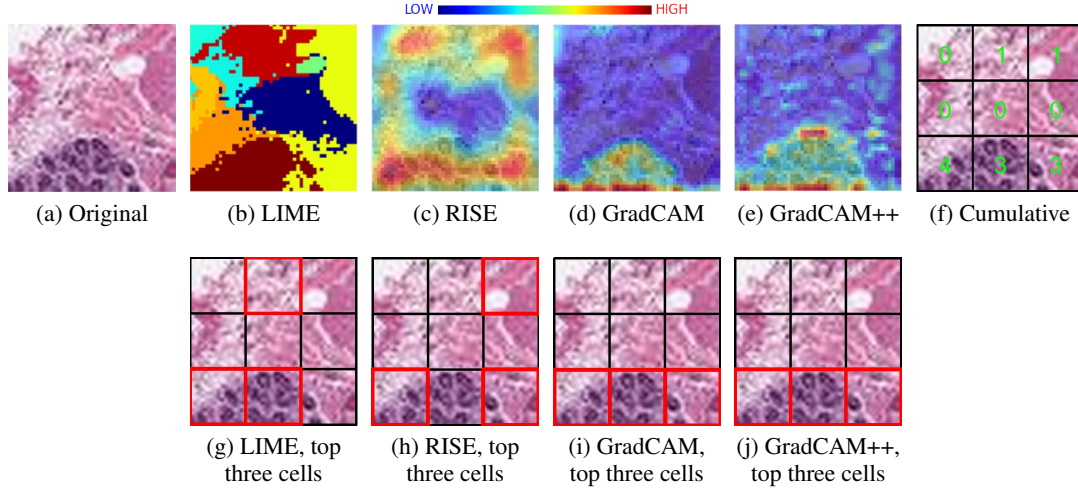 LOW HIGH
(a) Original (b) LIME (c) RISE (d) GradCAM (e) GradCAM++ (f) Cumulative
0 1 1
0 0 0
4 3 3
(g) LIME, top
three cells
(h) RISE, top
three cells
(i) GradCAM,
top three cells
(j) GradCAM++,
top three cells